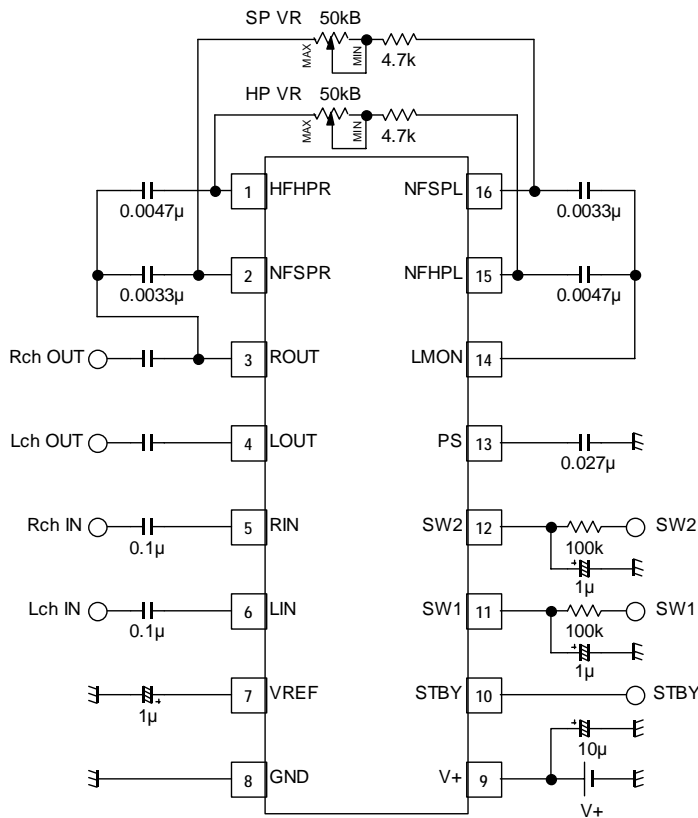 SP VR 50kB
MAX
MIN
4.7k
HP VR 50kB
MAX
MIN
4.7k
1 HFHPR
NFSPL 16
0.0047µ
0.0033µ
2 NFSPR
NFHPL 15
0.0033µ
0.0047µ
Rch OUT
3 ROUT
LMON 14
Lch OUT
4 LOUT
PS 13
0.027µ
Rch IN
0.1µ
5 RIN
SW2 12
100k
SW2
+
1µ
Lch IN
0.1µ
6 LIN
SW1 11
100k
SW1
+
1µ
1µ
+
7 VREF
STBY 10
STBY
+
10µ
8 GND
V+ 9
V+